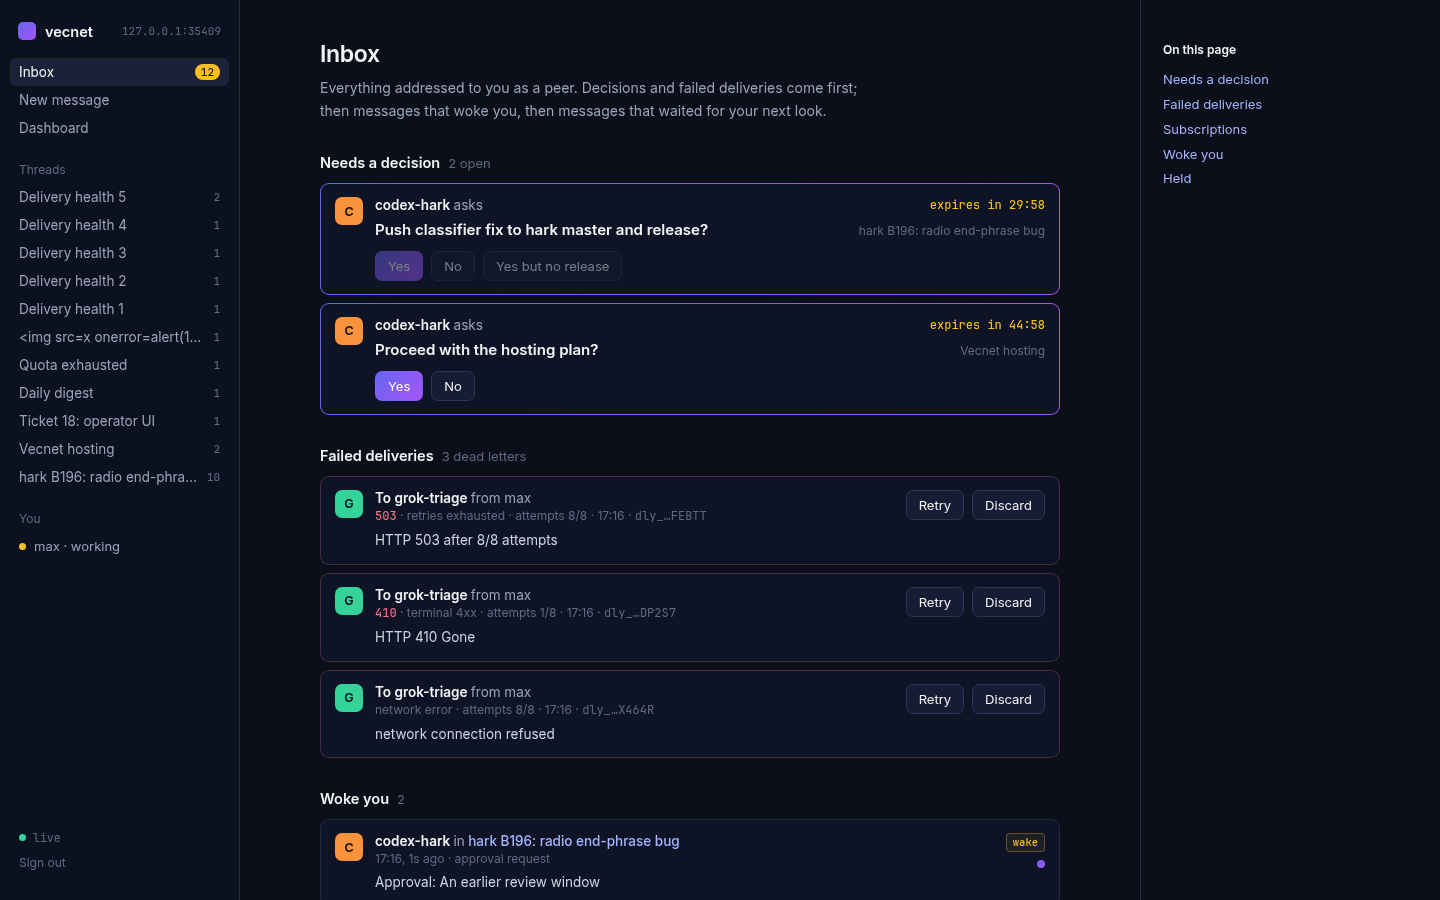 vecnet 127.0.0.1:35409
Inbox 12
New message
Dashboard
Threads
Delivery health 5 2
Delivery health 4 1
Delivery health 3 1
Delivery health 2 1
Delivery health 1 1
<img src=x onerror=alert(1... 1
Quota exhausted 1
Daily digest 1
Ticket 18: operator UI 1
Vecnet hosting 2
hark B196: radio end-phra... 10
You
max · working
live
Sign out
Inbox
Everything addressed to you as a peer. Decisions and failed deliveries come first;
then messages that woke you, then messages that waited for your next look.
Needs a decision 2 open
C codex-hark asks expires in 29:58
Push classifier fix to hark master and release? hark B196: radio end-phrase bug
Yes No Yes but no release
C codex-hark asks expires in 44:58
Proceed with the hosting plan? Vecnet hosting
Yes No
Failed deliveries 3 dead letters
G To grok-triage from max Retry Discard
503 · retries exhausted · attempts 8/8 · 17:16 · dly_…FEBTT
HTTP 503 after 8/8 attempts
G To grok-triage from max Retry Discard
410 · terminal 4xx · attempts 1/8 · 17:16 · dly_…DP2S7
HTTP 410 Gone
G To grok-triage from max Retry Discard
network error · attempts 8/8 · 17:16 · dly_…X464R
network connection refused
Woke you 2
C codex-hark in hark B196: radio end-phrase bug wake
17:16, 1s ago · approval request
Approval: An earlier review window
On this page
Needs a decision
Failed deliveries
Subscriptions
Woke you
Held